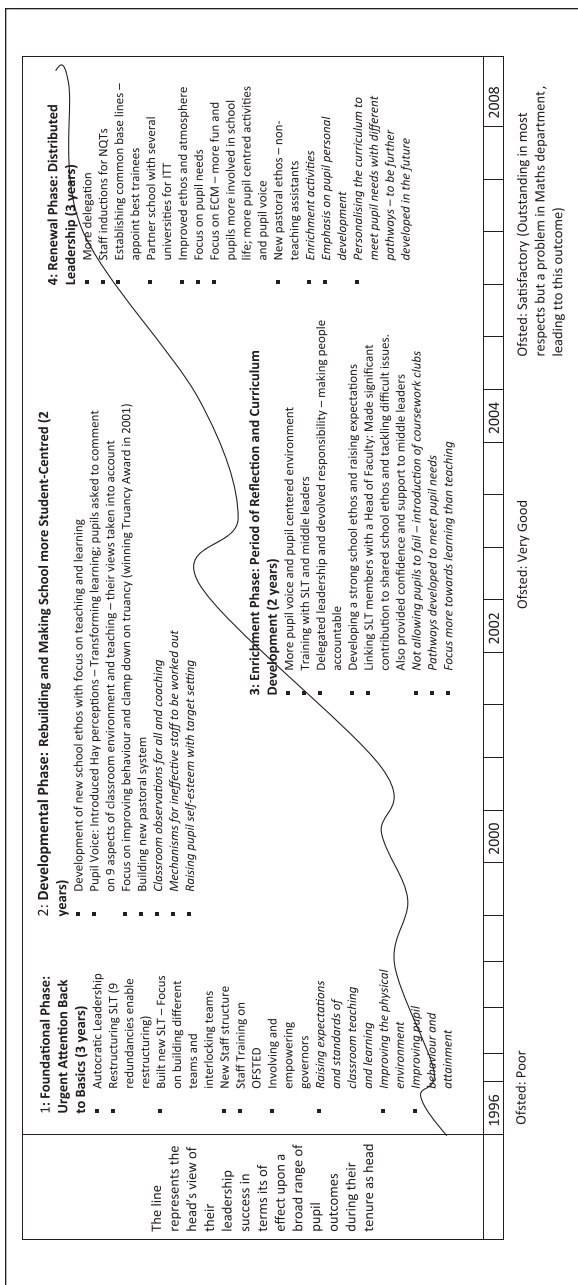 The line
represents the
head's view of
their
leadership
success in
terms its of
effect upon a
broad range of
pupil
outcomes
during their
tenure as head
1: Foundational Phase:
Urgent Attention Back
to Basics (3 years)
▪ Autocratic Leadership
▪ Restructuring SLT (9
redundancies enable
restructuring)
▪ Built new SLT – Focus
on building different
teams and
interlocking teams
▪ New Staff structure
▪ Staff Training on
OFSTED
▪ Involving and
empowering
governors
▪ Raising expectations
and standards of
classroom teaching
and learning
▪ Improving the physical
environment
▪ Improving pupil
behaviour and
attainment
2: Developmental Phase: Rebuilding and Making School more Student-Centred (2
years)
▪ Development of new school ethos with focus on teaching and learning
▪ Pupil Voice: Introduced Hay perceptions – Transforming learning; pupils asked to comment
on 9 aspects of classroom environment and teaching – their views taken into account
▪ Focus on improving behaviour and clamp down on truancy (winning Truancy Award in 2001)
▪ Building new pastoral system
▪ Classroom observations for all and coaching
▪ Mechanisms for ineffective staff to be worked out
▪ Raising pupil self-esteem with target setting
3: Enrichment Phase: Period of Reflection and Curriculum
Development (2 years)
▪ More pupil voice and pupil centered environment
▪ Training with SLT and middle leaders
▪ Delegated leadership and devolved responsibility – making people
accountable
▪ Developing a strong school ethos and raising expectations
▪ Linking SLT members with a Head of Faculty: Made significant
contribution to shared school ethos and tackling difficult issues.
Also provided confidence and support to middle leaders
▪ Not allowing pupils to fail – introduction of coursework clubs
▪ Pathways developed to meet pupil needs
▪ Focus more towards learning than teaching
4: Renewal Phase: Distributed
Leadership (3 years)
▪ More delegation
▪ Staff inductions for NQTs
▪ Establishing common base lines –
appoint best trainees
▪ Partner school with several
universities for ITT
▪ Improved ethos and atmosphere
▪ Focus on pupil needs
▪ Focus on ECM – more fun and
pupils more involved in school
life; more pupil centred activities
and pupil voice
▪ New pastoral ethos – non-
teaching assistants
▪ Enrichment activities
▪ Emphasis on pupil personal
development
▪ Personalising the curriculum to
meet pupil needs with different
pathways – to be further
developed in the future
1996
2000
2002
2004
2008
Ofsted: Poor
Ofsted: Very Good
Ofsted: Satisfactory (Outstanding in most
respects but a problem in Maths department,
leading tto this outcome)